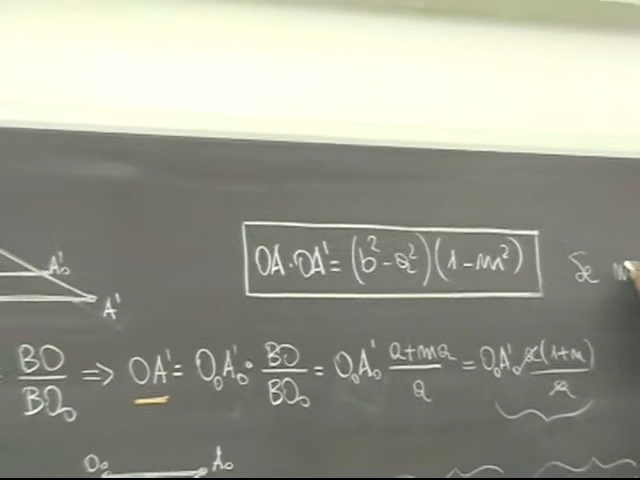 A'₀
A'
OA·OA' = (b² - a²)(1 - m²)
Se m
= BO/BO₀ ⇒ OA' = O₀A'₀ · BO/BO₀ = O₀A'₀ (a+ma)/a = O₀A'₀ a(1+m)/a
O₀ A₀